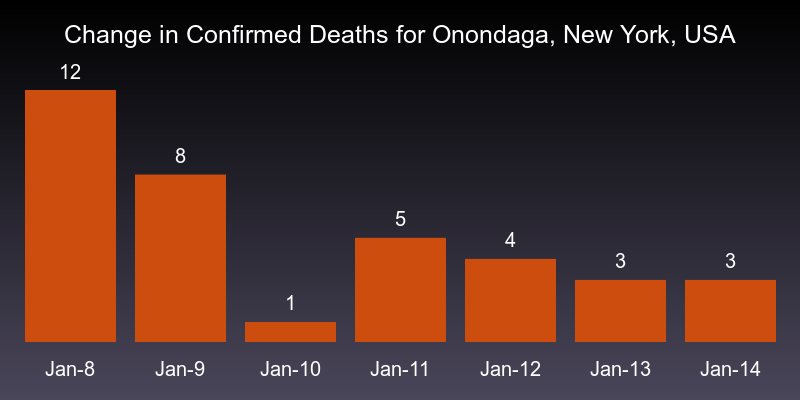 Change in Confirmed Deaths for Onondaga, New York, USA
12
8
1
5
4
3
3
Jan-8
Jan-9
Jan-10
Jan-11
Jan-12
Jan-13
Jan-14